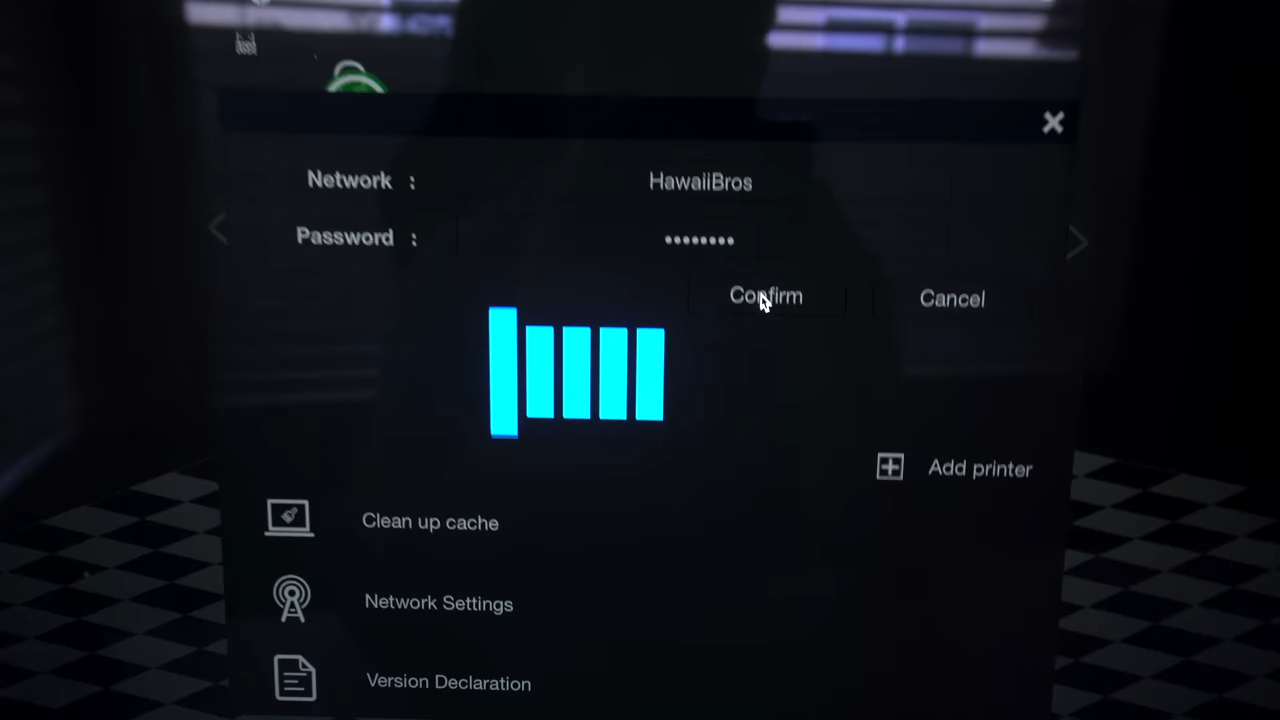 Network :
HawaiiBros
Password :
••••••••
Confirm
Cancel
Add printer
Clean up cache
Network Settings
Version Declaration